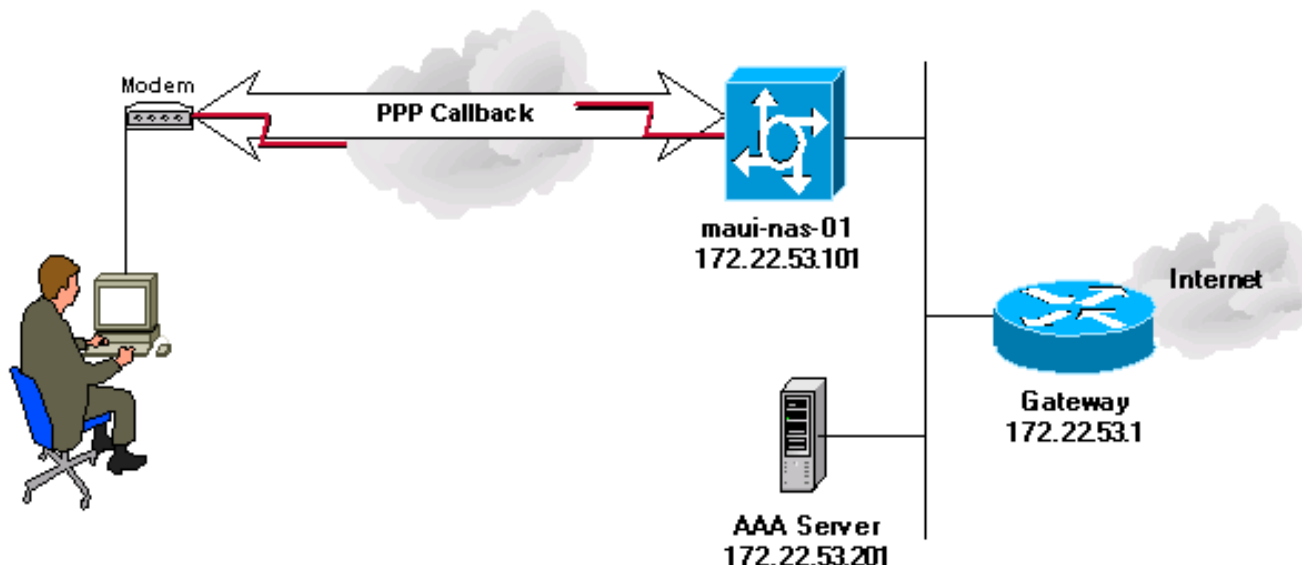 Modem
PPP Callback
maui-nas-01
172.22.53.101
Internet
Gateway
172.22.53.1
AAA Server
172.22.53.201